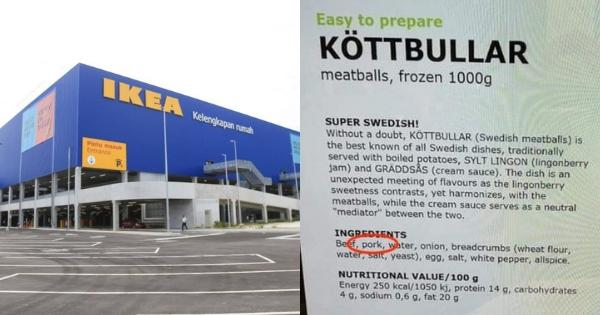 IKEA
Kelengkapan rumah
Pintu masuk
Entrance
Easy to prepare
KÖTTBULLAR
meatballs, frozen 1000g
SUPER SWEDISH!
Without a doubt, KÖTTBULLAR (Swedish meatballs) is
the best known of all Swedish dishes, traditionally
served with boiled potatoes, SYLT LINGON (lingonberry
jam) and GRÄDDSÅS (cream sauce). The dish is an
unexpected meeting of flavours as the lingonberry
sweetness contrasts, yet harmonizes, with the
meatballs, while the cream sauce serves as a neutral
"mediator" between the two.
INGREDIENTS
Beef, pork, water, onion, breadcrumbs (wheat flour,
water, salt, yeast), egg, salt, white pepper, allspice.
NUTRITIONAL VALUE/100 g
Energy 250 kcal/1050 kj, protein 14 g, carbohydrates
4 g, sodium 0,6 g, fat 20 g